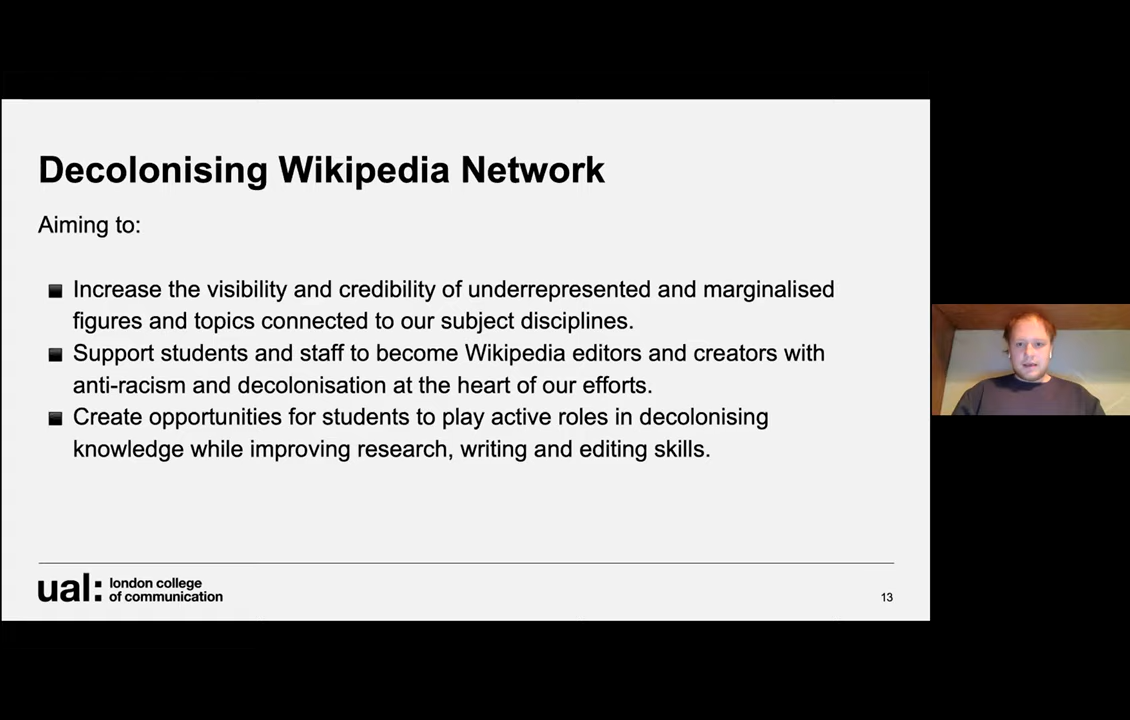 Decolonising Wikipedia Network
Aiming to:
Increase the visibility and credibility of underrepresented and marginalised
figures and topics connected to our subject disciplines.
Support students and staff to become Wikipedia editors and creators with
anti-racism and decolonisation at the heart of our efforts.
Create opportunities for students to play active roles in decolonising
knowledge while improving research, writing and editing skills.
ual: london college
of communication
13